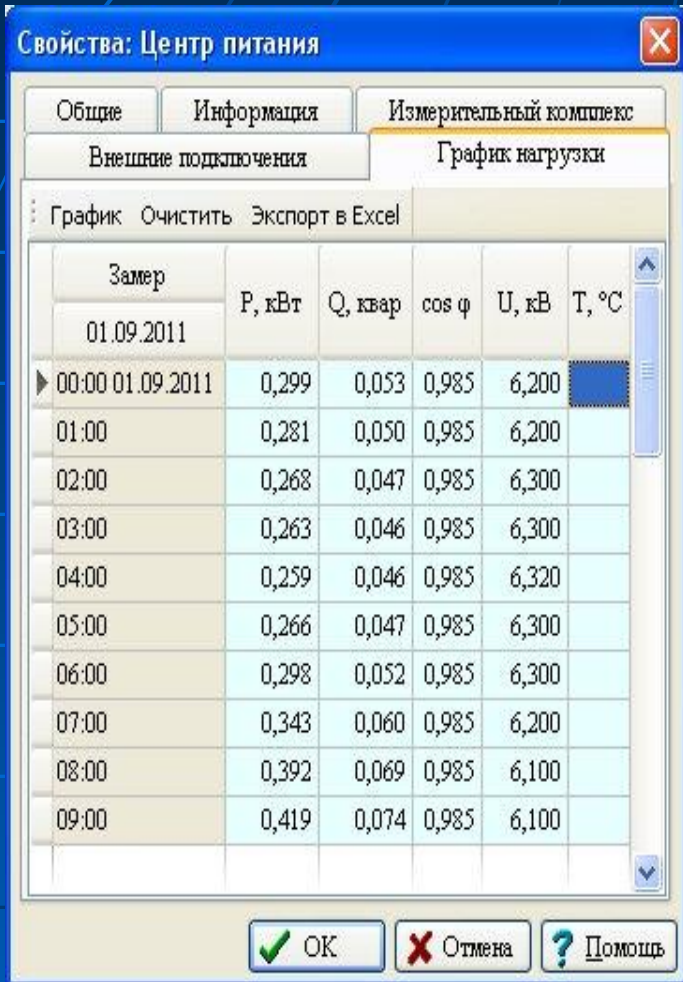 Свойства: Центр питания
Общие Информация Измерительный комплекс
Внешние подключения График нагрузки
График Очистить Экспорт в Excel
Замер P, кВт Q, квар cos φ U, кВ T, °C
01.09.2011
00:00 01.09.2011 0,299 0,053 0,985 6,200
01:00 0,281 0,050 0,985 6,200
02:00 0,268 0,047 0,985 6,300
03:00 0,263 0,046 0,985 6,300
04:00 0,259 0,046 0,985 6,320
05:00 0,266 0,047 0,985 6,300
06:00 0,298 0,052 0,985 6,300
07:00 0,343 0,060 0,985 6,200
08:00 0,392 0,069 0,985 6,100
09:00 0,419 0,074 0,985 6,100
OK Отмена Помощь